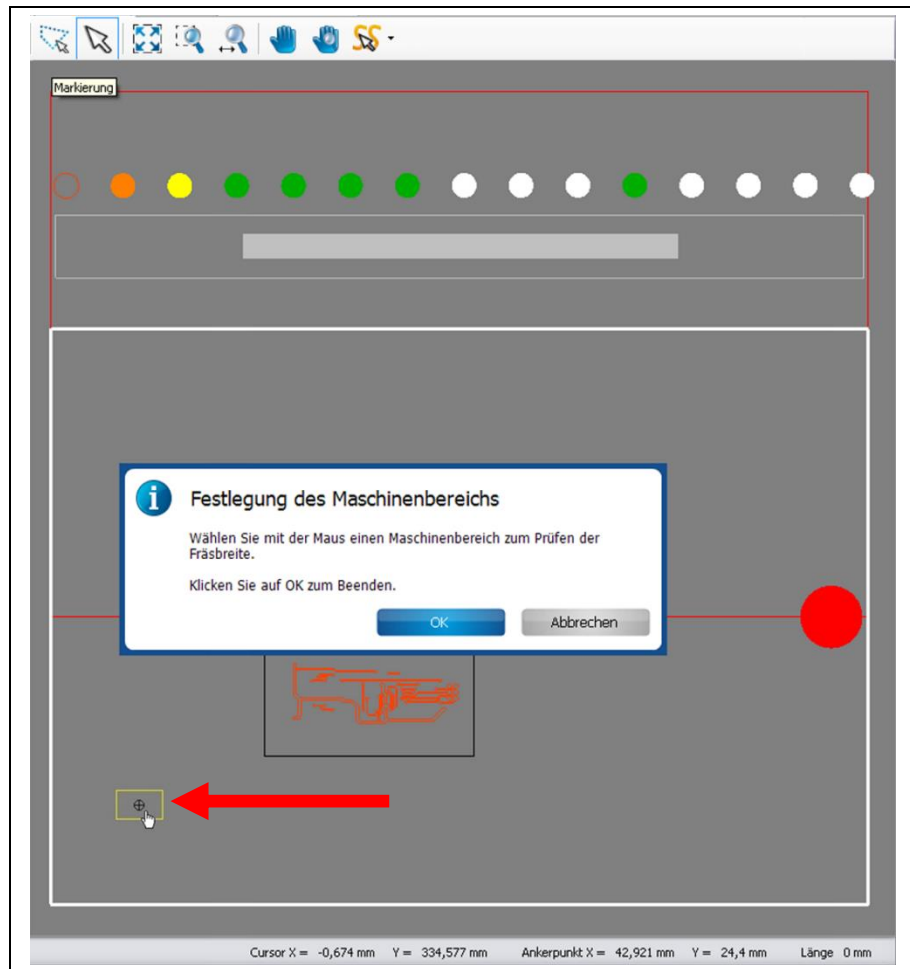 Markierung
Festlegung des Maschinenbereichs
Wählen Sie mit der Maus einen Maschinenbereich zum Prüfen der
Fräsbreite.
Klicken Sie auf OK zum Beenden.
OK Abbrechen
Cursor X = -0,674 mm Y = 334,577 mm Ankerpunkt X = 42,921 mm Y = 24,4 mm Länge 0 mm